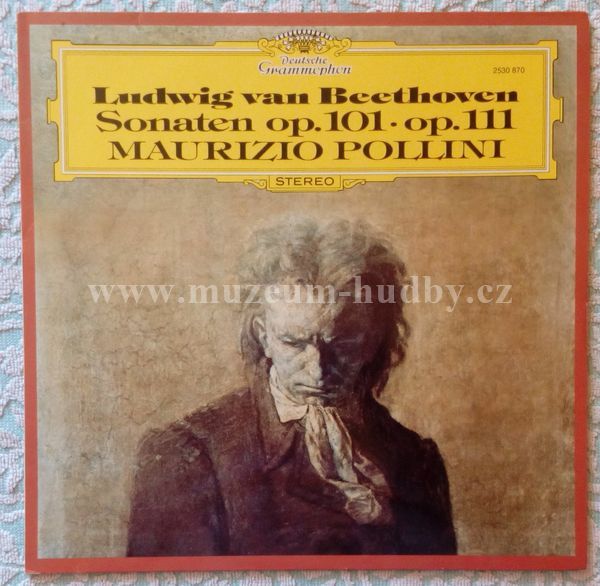 Deutsche
Grammophon
2530 870
Ludwig van Beethoven
Sonaten op.101·op.111
MAURIZIO POLLINI
STEREO
www.muzeum-hudby.cz